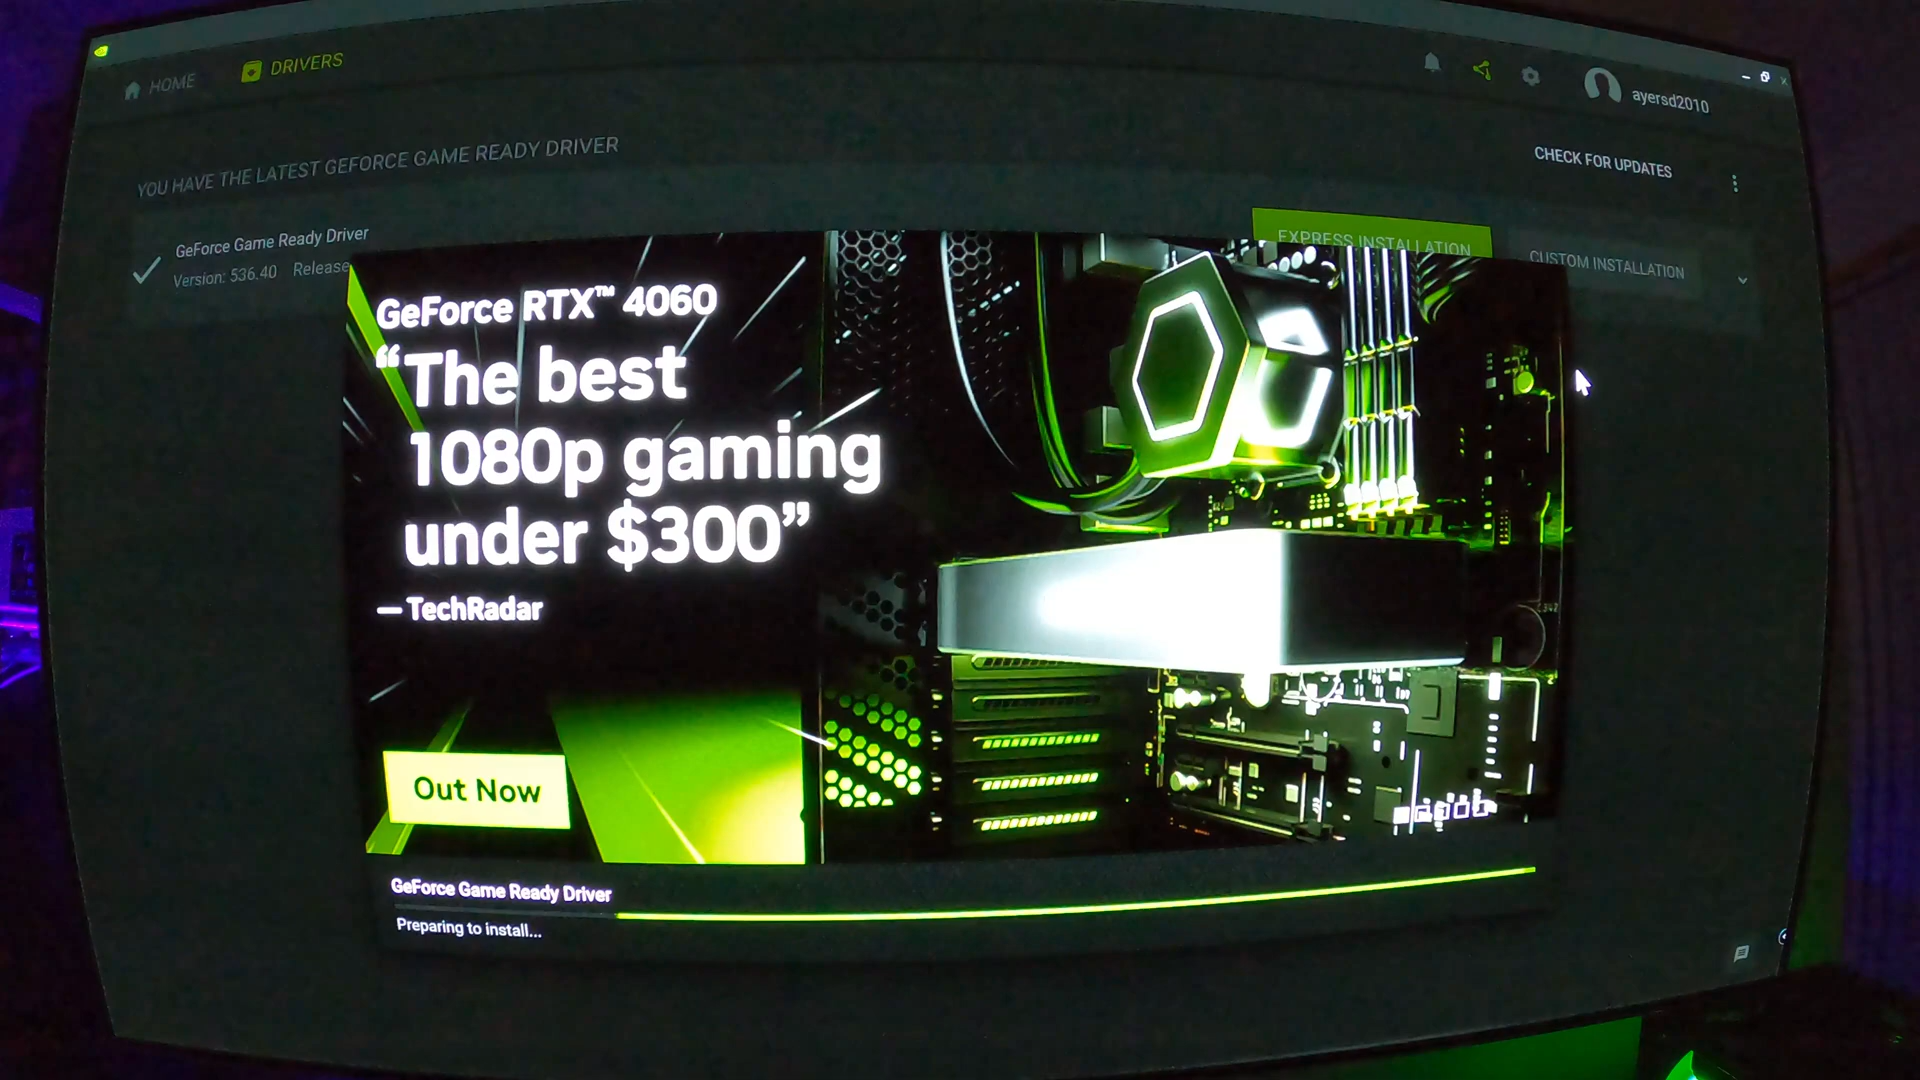 HOME
DRIVERS
ayersd2010
YOU HAVE THE LATEST GEFORCE GAME READY DRIVER
CHECK FOR UPDATES
GeForce Game Ready Driver
Version: 536.40 Release
EXPRESS INSTALLATION
CUSTOM INSTALLATION
GeForce RTX™ 4060
“The best
1080p gaming
under $300”
— TechRadar
Out Now
GeForce Game Ready Driver
Preparing to install...